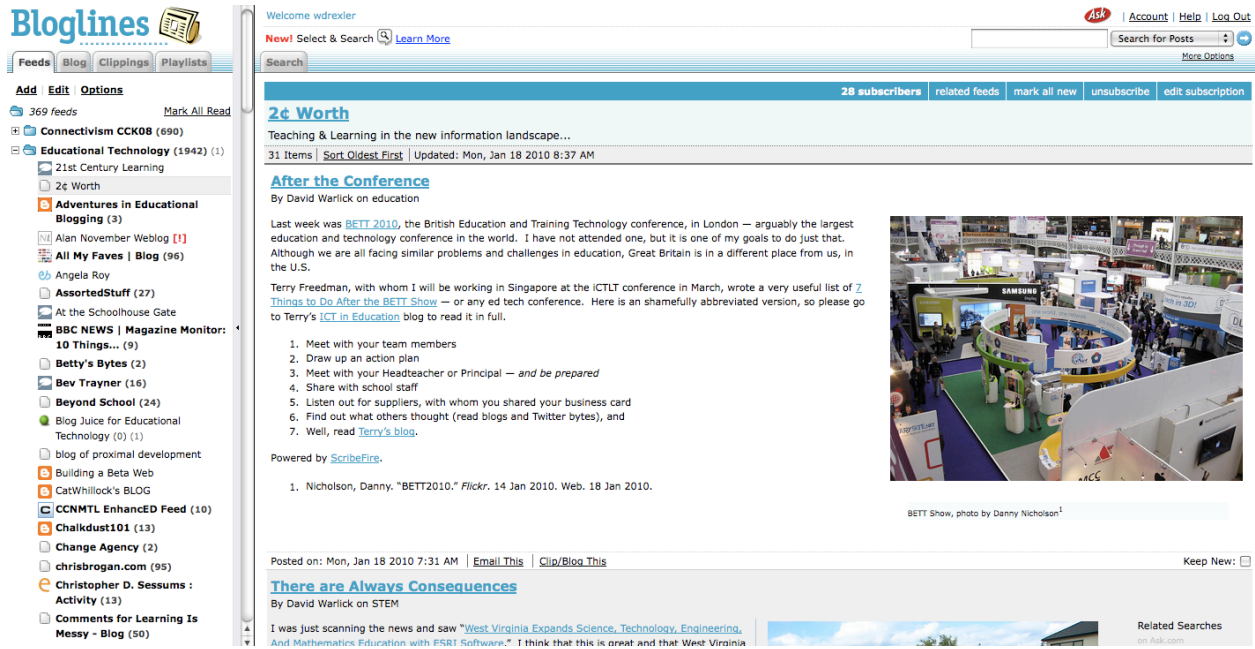 Bloglines
Feeds
Blog
Clippings
Playlists
Add | Edit | Options
369 feeds
Mark All Read
Connectivism CCK08 (690)
Educational Technology (1942) (1)
21st Century Learning
2¢ Worth
Adventures in Educational
Blogging (3)
Alan November Weblog [!]
All My Faves | Blog (96)
Angela Roy
AssortedStuff (27)
At the Schoolhouse Gate
BBC NEWS | Magazine Monitor:
10 Things... (9)
Betty's Bytes (2)
Bev Trayner (16)
Beyond School (24)
Blog Juice for Educational
Technology (0) (1)
blog of proximal development
Building a Beta Web
CatWhillock's BLOG
CCNMTL EnhancED Feed (10)
Chalkdust101 (13)
Change Agency (2)
chrisbrogan.com (95)
Christopher D. Sessums :
Activity (13)
Comments for Learning Is
Messy - Blog (50)
Welcome wdrexler
Ask | Account | Help | Log Out
New! Select & Search Learn More
Search for Posts
More Options
Search
28 subscribers | related feeds | mark all new | unsubscribe | edit subscription
2¢ Worth
Teaching & Learning in the new information landscape...
31 Items | Sort Oldest First | Updated: Mon, Jan 18 2010 8:37 AM
After the Conference
By David Warlick on education
Last week was BETT 2010, the British Education and Training Technology conference, in London — arguably the largest
education and technology conference in the world. I have not attended one, but it is one of my goals to do just that.
Although we are all facing similar problems and challenges in education, Great Britain is in a different place from us, in
the U.S.
Terry Freedman, with whom I will be working in Singapore at the iCTLT conference in March, wrote a very useful list of 7
Things to Do After the BETT Show — or any ed tech conference. Here is an shamefully abbreviated version, so please go
to Terry's ICT in Education blog to read it in full.
1. Meet with your team members
2. Draw up an action plan
3. Meet with your Headteacher or Principal — and be prepared
4. Share with school staff
5. Listen out for suppliers, with whom you shared your business card
6. Find out what others thought (read blogs and Twitter bytes), and
7. Well, read Terry's blog.
Powered by ScribeFire.
1. Nicholson, Danny. "BETT2010." Flickr. 14 Jan 2010. Web. 18 Jan 2010.
SAMSUNG
BETT Show, photo by Danny Nicholson1
Posted on: Mon, Jan 18 2010 7:31 AM | Email This | Clip/Blog This
Keep New:
There are Always Consequences
By David Warlick on STEM
I was just scanning the news and saw "West Virginia Expands Science, Technology, Engineering,
And Mathematics Education with ESRI Software." I think that this is great and that West Virginia
Related Searches
on Ask.com